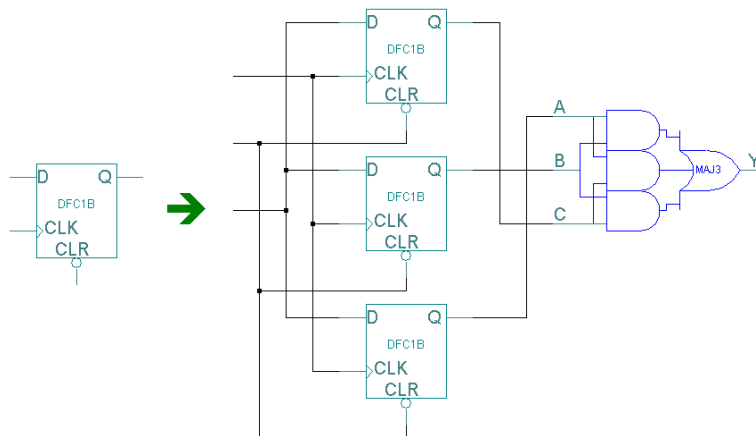 D Q
DFC1B
CLK
CLR
D Q
DFC1B
CLK
CLR
D Q
DFC1B
CLK
CLR
D Q
DFC1B
CLK
CLR
A
B
C
MAJ3
Y